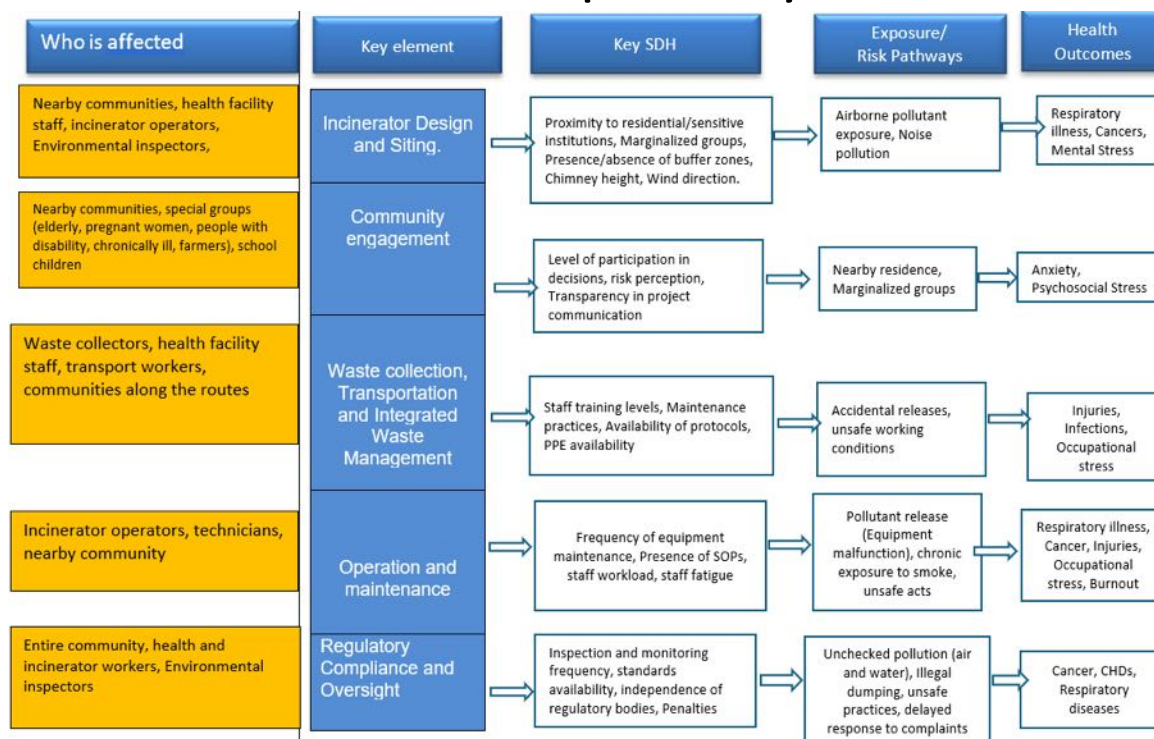 Who is affected
Key element
Key SDH
Exposure/
Risk Pathways
Health
Outcomes
Nearby communities, health facility
staff, incinerator operators,
Environmental inspectors,
Incinerator Design
and Siting.
Proximity to residential/sensitive
institutions, Marginalized groups,
Presence/absence of buffer zones,
Chimney height, Wind direction.
Airborne pollutant
exposure, Noise
pollution
Respiratory
illness, Cancers,
Mental Stress
Nearby communities, special groups
(elderly, pregnant women, people with
disability, chronically ill, farmers), school
children
Community
engagement
Level of participation in
decisions, risk perception,
Transparency in project
communication
Nearby residence,
Marginalized groups
Anxiety,
Psychosocial Stress
Waste collectors, health facility
staff, transport workers,
communities along the routes
Waste collection,
Transportation
and Integrated
Waste
Management
Staff training levels, Maintenance
practices, Availability of protocols,
PPE availability
Accidental releases,
unsafe working
conditions
Injuries,
Infections,
Occupational
stress
Incinerator operators, technicians,
nearby community
Operation and
maintenance
Frequency of equipment
maintenance, Presence of SOPs,
staff workload, staff fatigue
Pollutant release
(Equipment
malfunction), chronic
exposure to smoke,
unsafe acts
Respiratory illness,
Cancer, Injuries,
Occupational
stress, Burnout
Entire community, health and
incinerator workers, Environmental
inspectors
Regulatory
Compliance and
Oversight
Inspection and monitoring
frequency, standards
availability, independence of
regulatory bodies, Penalties
Unchecked pollution (air
and water), Illegal
dumping, unsafe
practices, delayed
response to complaints
Cancer, CHDs,
Respiratory
diseases